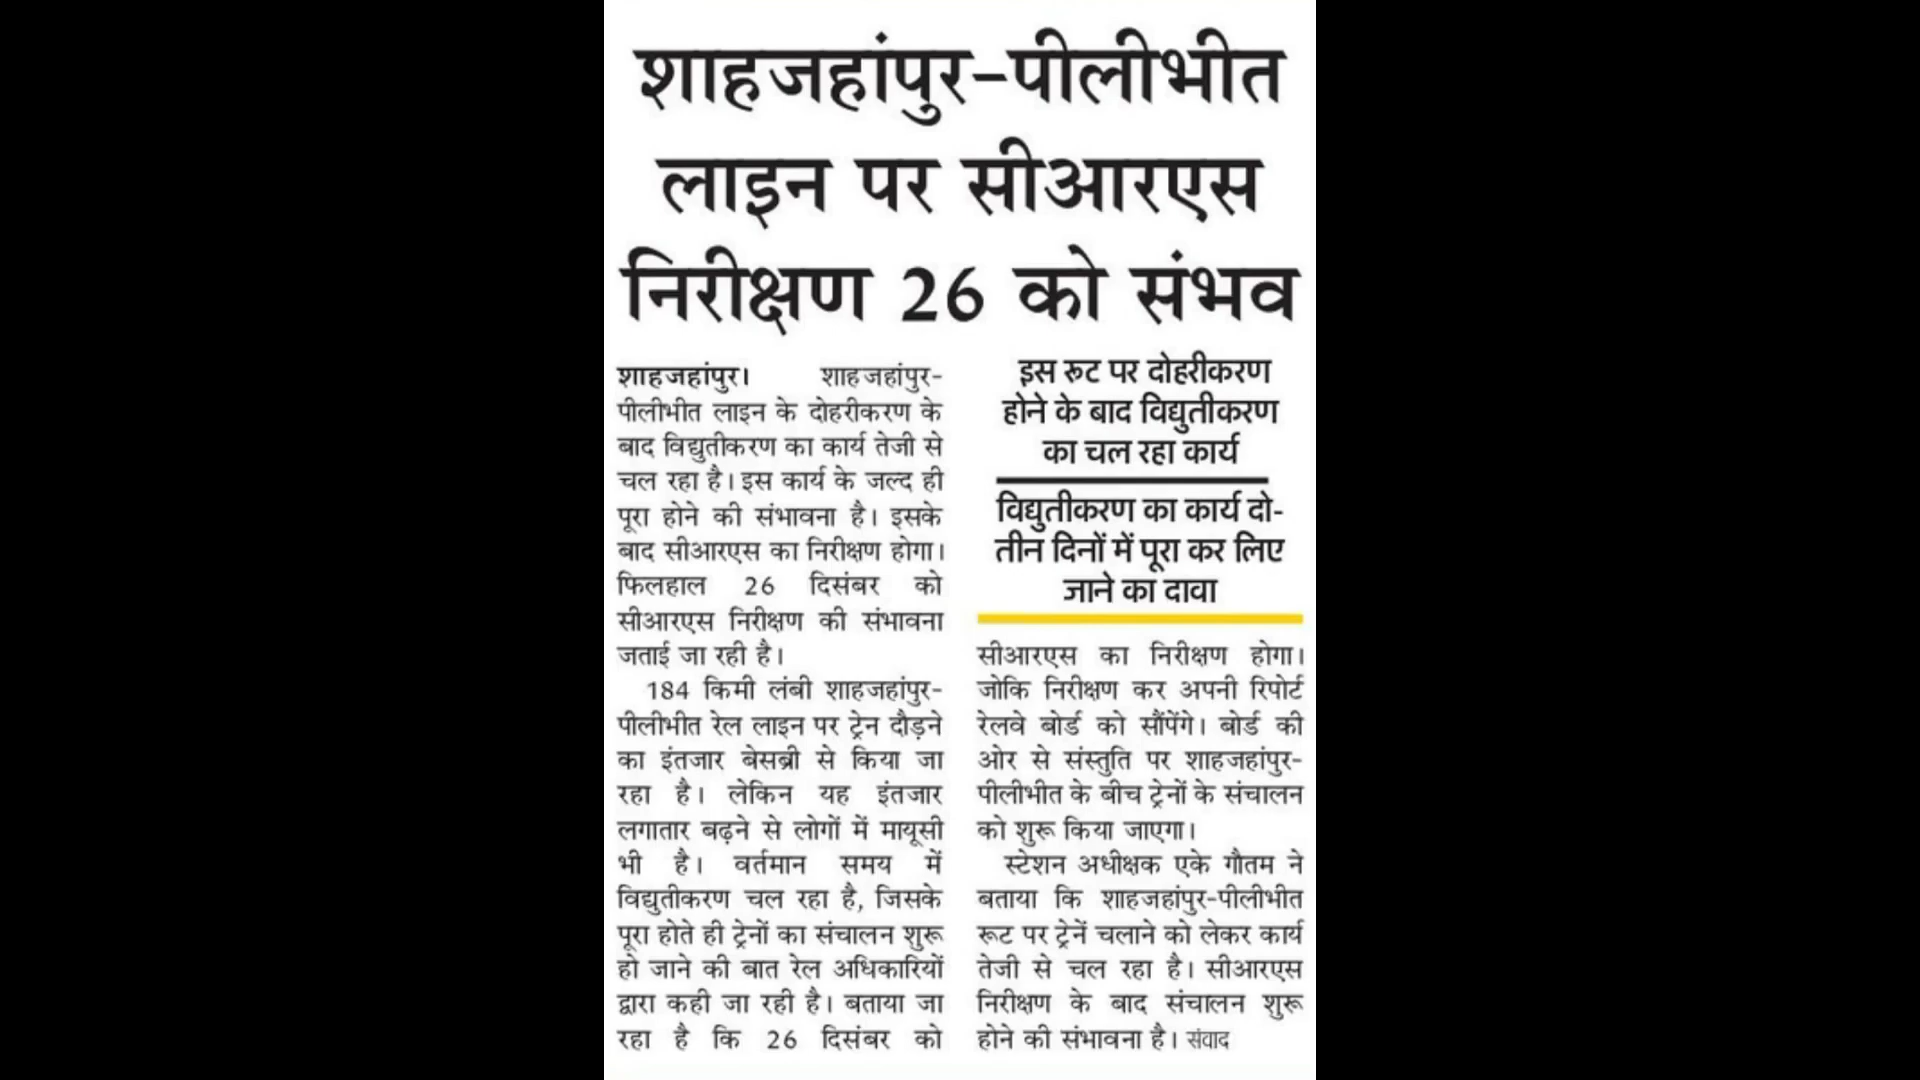 शाहजहांपुर-पीलीभीत
लाइन पर सीआरएस
निरीक्षण 26 को संभव
शाहजहांपुर। शाहजहांपुर-
पीलीभीत लाइन के दोहरीकरण के
बाद विद्युतीकरण का कार्य तेजी से
चल रहा है। इस कार्य के जल्द ही
पूरा होने की संभावना है। इसके
बाद सीआरएस का निरीक्षण होगा।
फिलहाल 26 दिसंबर को
सीआरएस निरीक्षण की संभावना
जताई जा रही है।
184 किमी लंबी शाहजहांपुर-
पीलीभीत रेल लाइन पर ट्रेन दौड़ने
का इंतजार बेसब्री से किया जा
रहा है। लेकिन यह इंतजार
लगातार बढ़ने से लोगों में मायूसी
भी है। वर्तमान समय में
विद्युतीकरण चल रहा है, जिसके
पूरा होते ही ट्रेनों का संचालन शुरू
हो जाने की बात रेल अधिकारियों
द्वारा कही जा रही है। बताया जा
रहा है कि 26 दिसंबर को
इस रूट पर दोहरीकरण
होने के बाद विद्युतीकरण
का चल रहा कार्य
विद्युतीकरण का कार्य दो-
तीन दिनों में पूरा कर लिए
जाने का दावा
सीआरएस का निरीक्षण होगा।
जोकि निरीक्षण कर अपनी रिपोर्ट
रेलवे बोर्ड को सौंपेंगे। बोर्ड की
ओर से संस्तुति पर शाहजहांपुर-
पीलीभीत के बीच ट्रेनों के संचालन
को शुरू किया जाएगा।
स्टेशन अधीक्षक एके गौतम ने
बताया कि शाहजहांपुर-पीलीभीत
रूट पर ट्रेनें चलाने को लेकर कार्य
तेजी से चल रहा है। सीआरएस
निरीक्षण के बाद संचालन शुरू
होने की संभावना है। संवाद